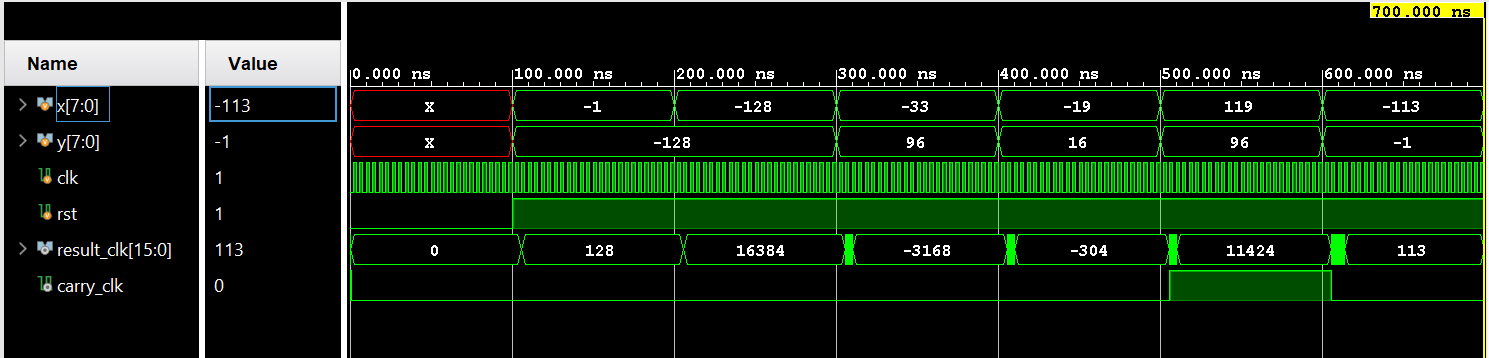 700.000 ns
Name Value
0.000 ns 100.000 ns 200.000 ns 300.000 ns 400.000 ns 500.000 ns 600.000 ns
x[7:0] -113 X -1 -128 -33 -19 119 -113
y[7:0] -1 X -128 96 16 96 -1
clk 1
rst 1
result_clk[15:0] 113 0 128 16384 -3168 -304 11424 113
carry_clk 0